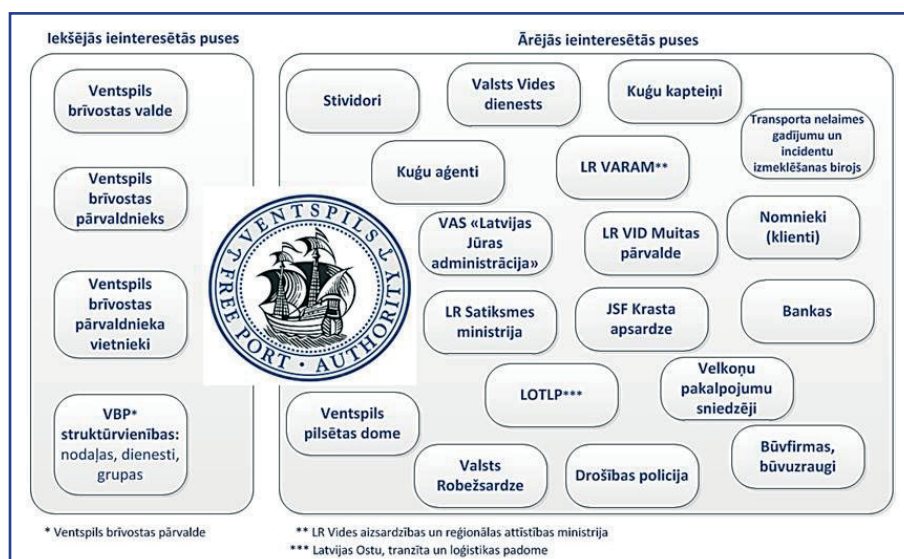 Iekšējās ieinteresētās puses
Ventspils
brīvostas valde
Ventspils
brīvostas
pārvaldnieks
Ventspils
brīvostas
pārvaldnieka
vietnieki
VBP*
struktūrvienības:
nodaļas, dienesti,
grupas
VENTSPILS
FREE PORT · AUTHORITY
Ārējās ieinteresētās puses
Stividori
Valsts Vides
dienests
Kuģu kapteiņi
Transporta nelaimes
gadījumu un
incidentu
izmeklēšanas birojs
Kuģu aģenti
LR VARAM**
VAS «Latvijas
Jūras
administrācija»
LR VID Muitas
pārvalde
Nomnieki
(klienti)
LR Satiksmes
ministrija
JSF Krasta
apsardze
Bankas
LOTLP***
Velkoņu
pakalpojumu
sniedzēji
Ventspils
pilsētas dome
Valsts
Robežsardze
Drošības policija
Būvfirmas,
būvuzraugi
* Ventspils brīvostas pārvalde
** LR Vides aizsardzības un reģionālas attīstības ministrija
*** Latvijas Ostu, tranzīta un loģistikas padome